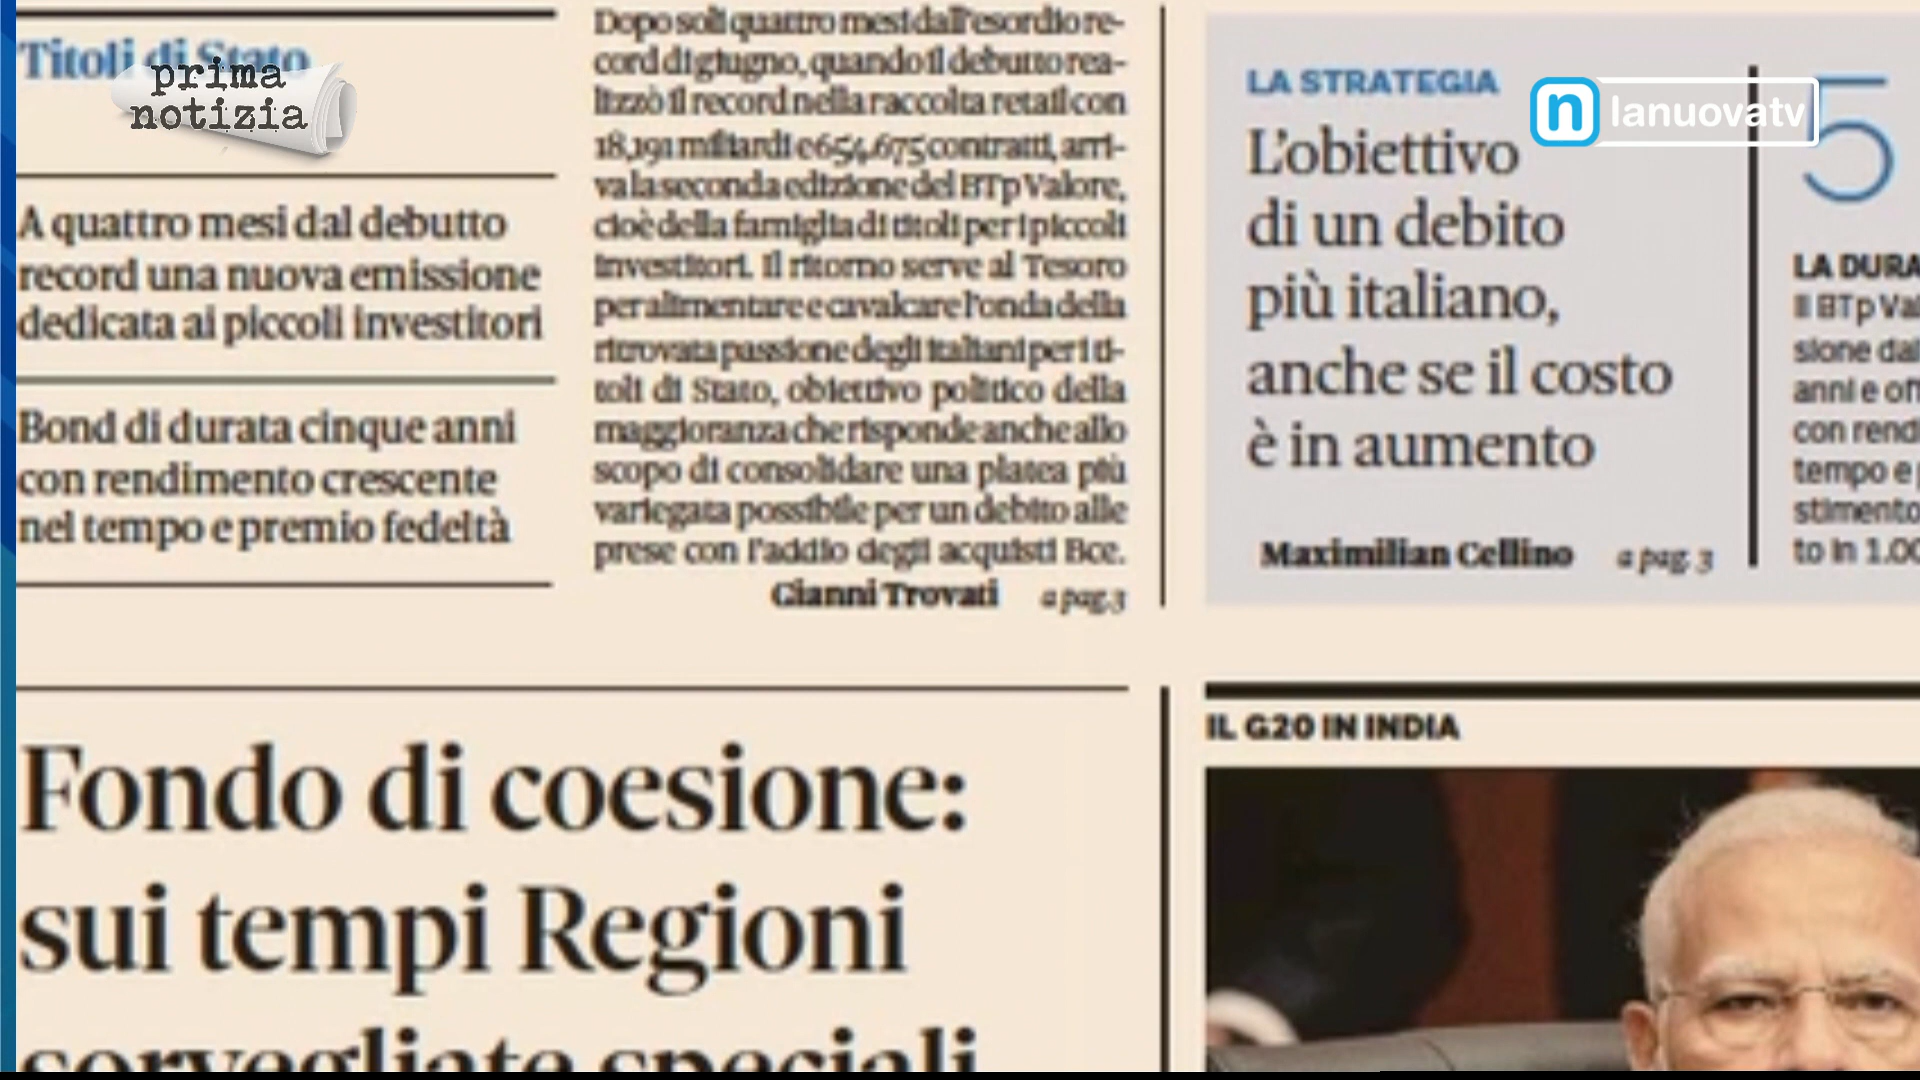 Titoli di Stato
prima
notizia
A quattro mesi dal debutto
record una nuova emissione
dedicata ai piccoli investitori
Bond di durata cinque anni
con rendimento crescente
nel tempo e premio fedeltà
Dopo soli quattro mesi dall'esordio re-
cord di giugno, quando il debutto rea-
lizzò il record nella raccolta retail con
18,191 miliardi e 654.675 contratti, arri-
va la seconda edizione del BTp Valore,
cioè della famiglia di titoli per i piccoli
investitori. Il ritorno serve al Tesoro
per alimentare e cavalcare l'onda della
ritrovata passione degli italiani per i ti-
toli di Stato, obiettivo politico della
maggioranza che risponde anche allo
scopo di consolidare una platea più
variegata possibile per un debito alle
prese con l'addio degli acquisti Bce.
Gianni Trovati a pag. 3
LA STRATEGIA
L'obiettivo
di un debito
più italiano,
anche se il costo
è in aumento
Maximilian Cellino a pag. 3
n lanuovatv
5
LA DURA
Il BTp Val
sione dal
anni e off
con rendi
tempo e p
stimento
to in 1.00
Fondo di coesione:
sui tempi Regioni
sorvegliate speciali
IL G20 IN INDIA